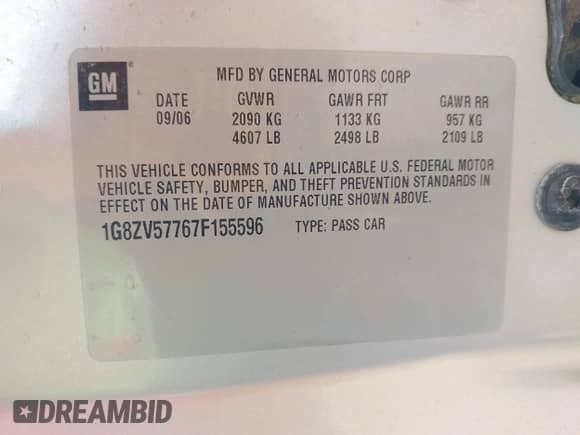 GM
MFD BY GENERAL MOTORS CORP
DATE GVWR GAWR FRT GAWR RR
09/06 2090 KG 1133 KG 957 KG
4607 LB 2498 LB 2109 LB
THIS VEHICLE CONFORMS TO ALL APPLICABLE U.S. FEDERAL MOTOR
VEHICLE SAFETY, BUMPER, AND THEFT PREVENTION STANDARDS IN
EFFECT ON THE DATE OF MANUFACTURE SHOWN ABOVE.
1G8ZV57767F155596 TYPE: PASS CAR
DREAMBID